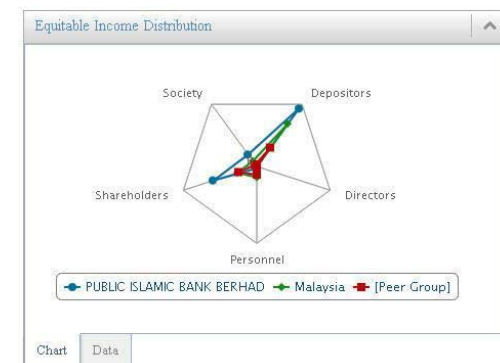 Equitable Income Distribution
Society
Depositors
Shareholders
Directors
Personnel
PUBLIC ISLAMIC BANK BERHAD Malaysia [Peer Group]
Chart Data